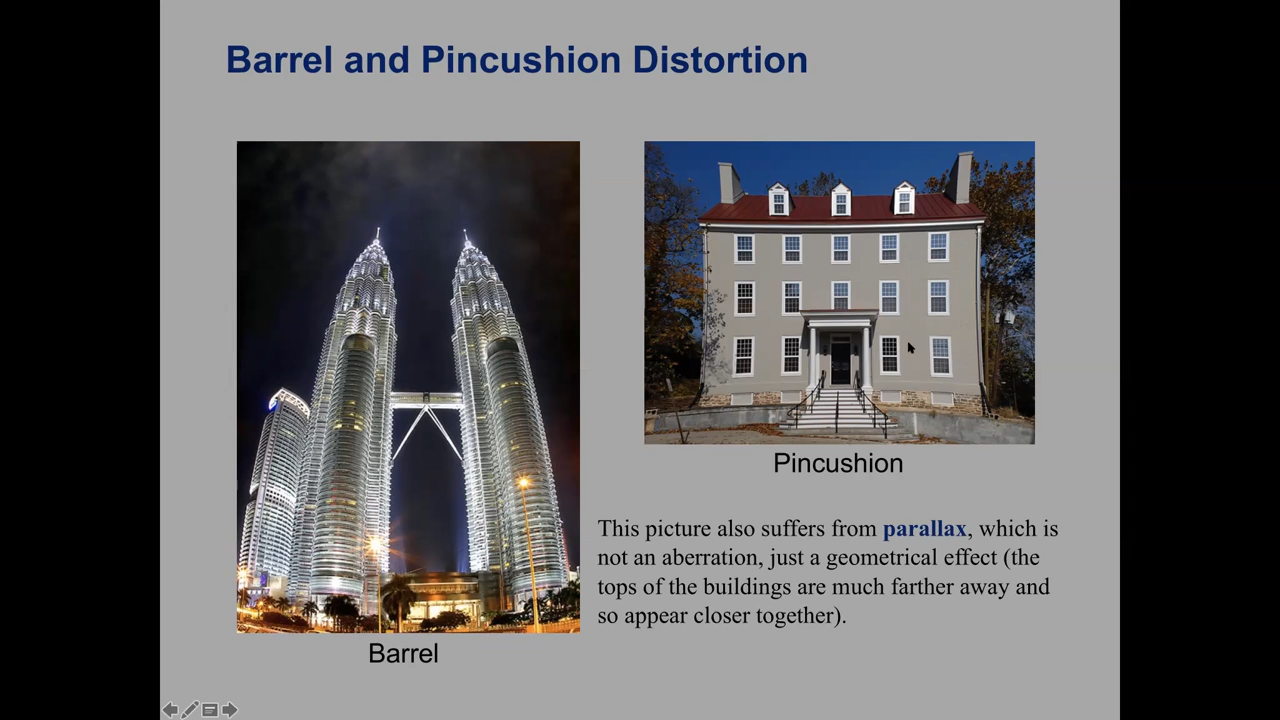 Barrel and Pincushion Distortion
Pincushion
This picture also suffers from parallax, which is
not an aberration, just a geometrical effect (the
tops of the buildings are much farther away and
so appear closer together).
Barrel